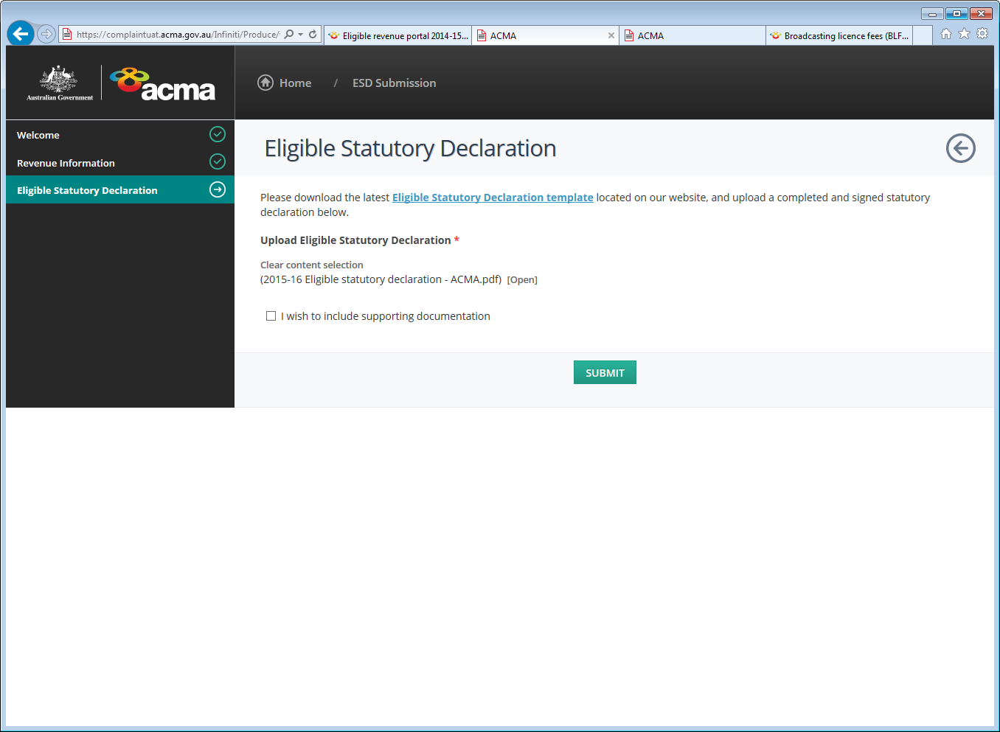 https://complaintuat.acma.gov.au/Infiniti/Produce/
Eligible revenue portal 2014-15...
ACMA
ACMA
Broadcasting licence fees (BLF...
Australian Government
acma
Home / ESD Submission
Welcome
Revenue Information
Eligible Statutory Declaration
Eligible Statutory Declaration
Please download the latest Eligible Statutory Declaration template located on our website, and upload a completed and signed statutory
declaration below.
Upload Eligible Statutory Declaration *
Clear content selection
(2015-16 Eligible statutory declaration - ACMA.pdf) [Open]
I wish to include supporting documentation
SUBMIT